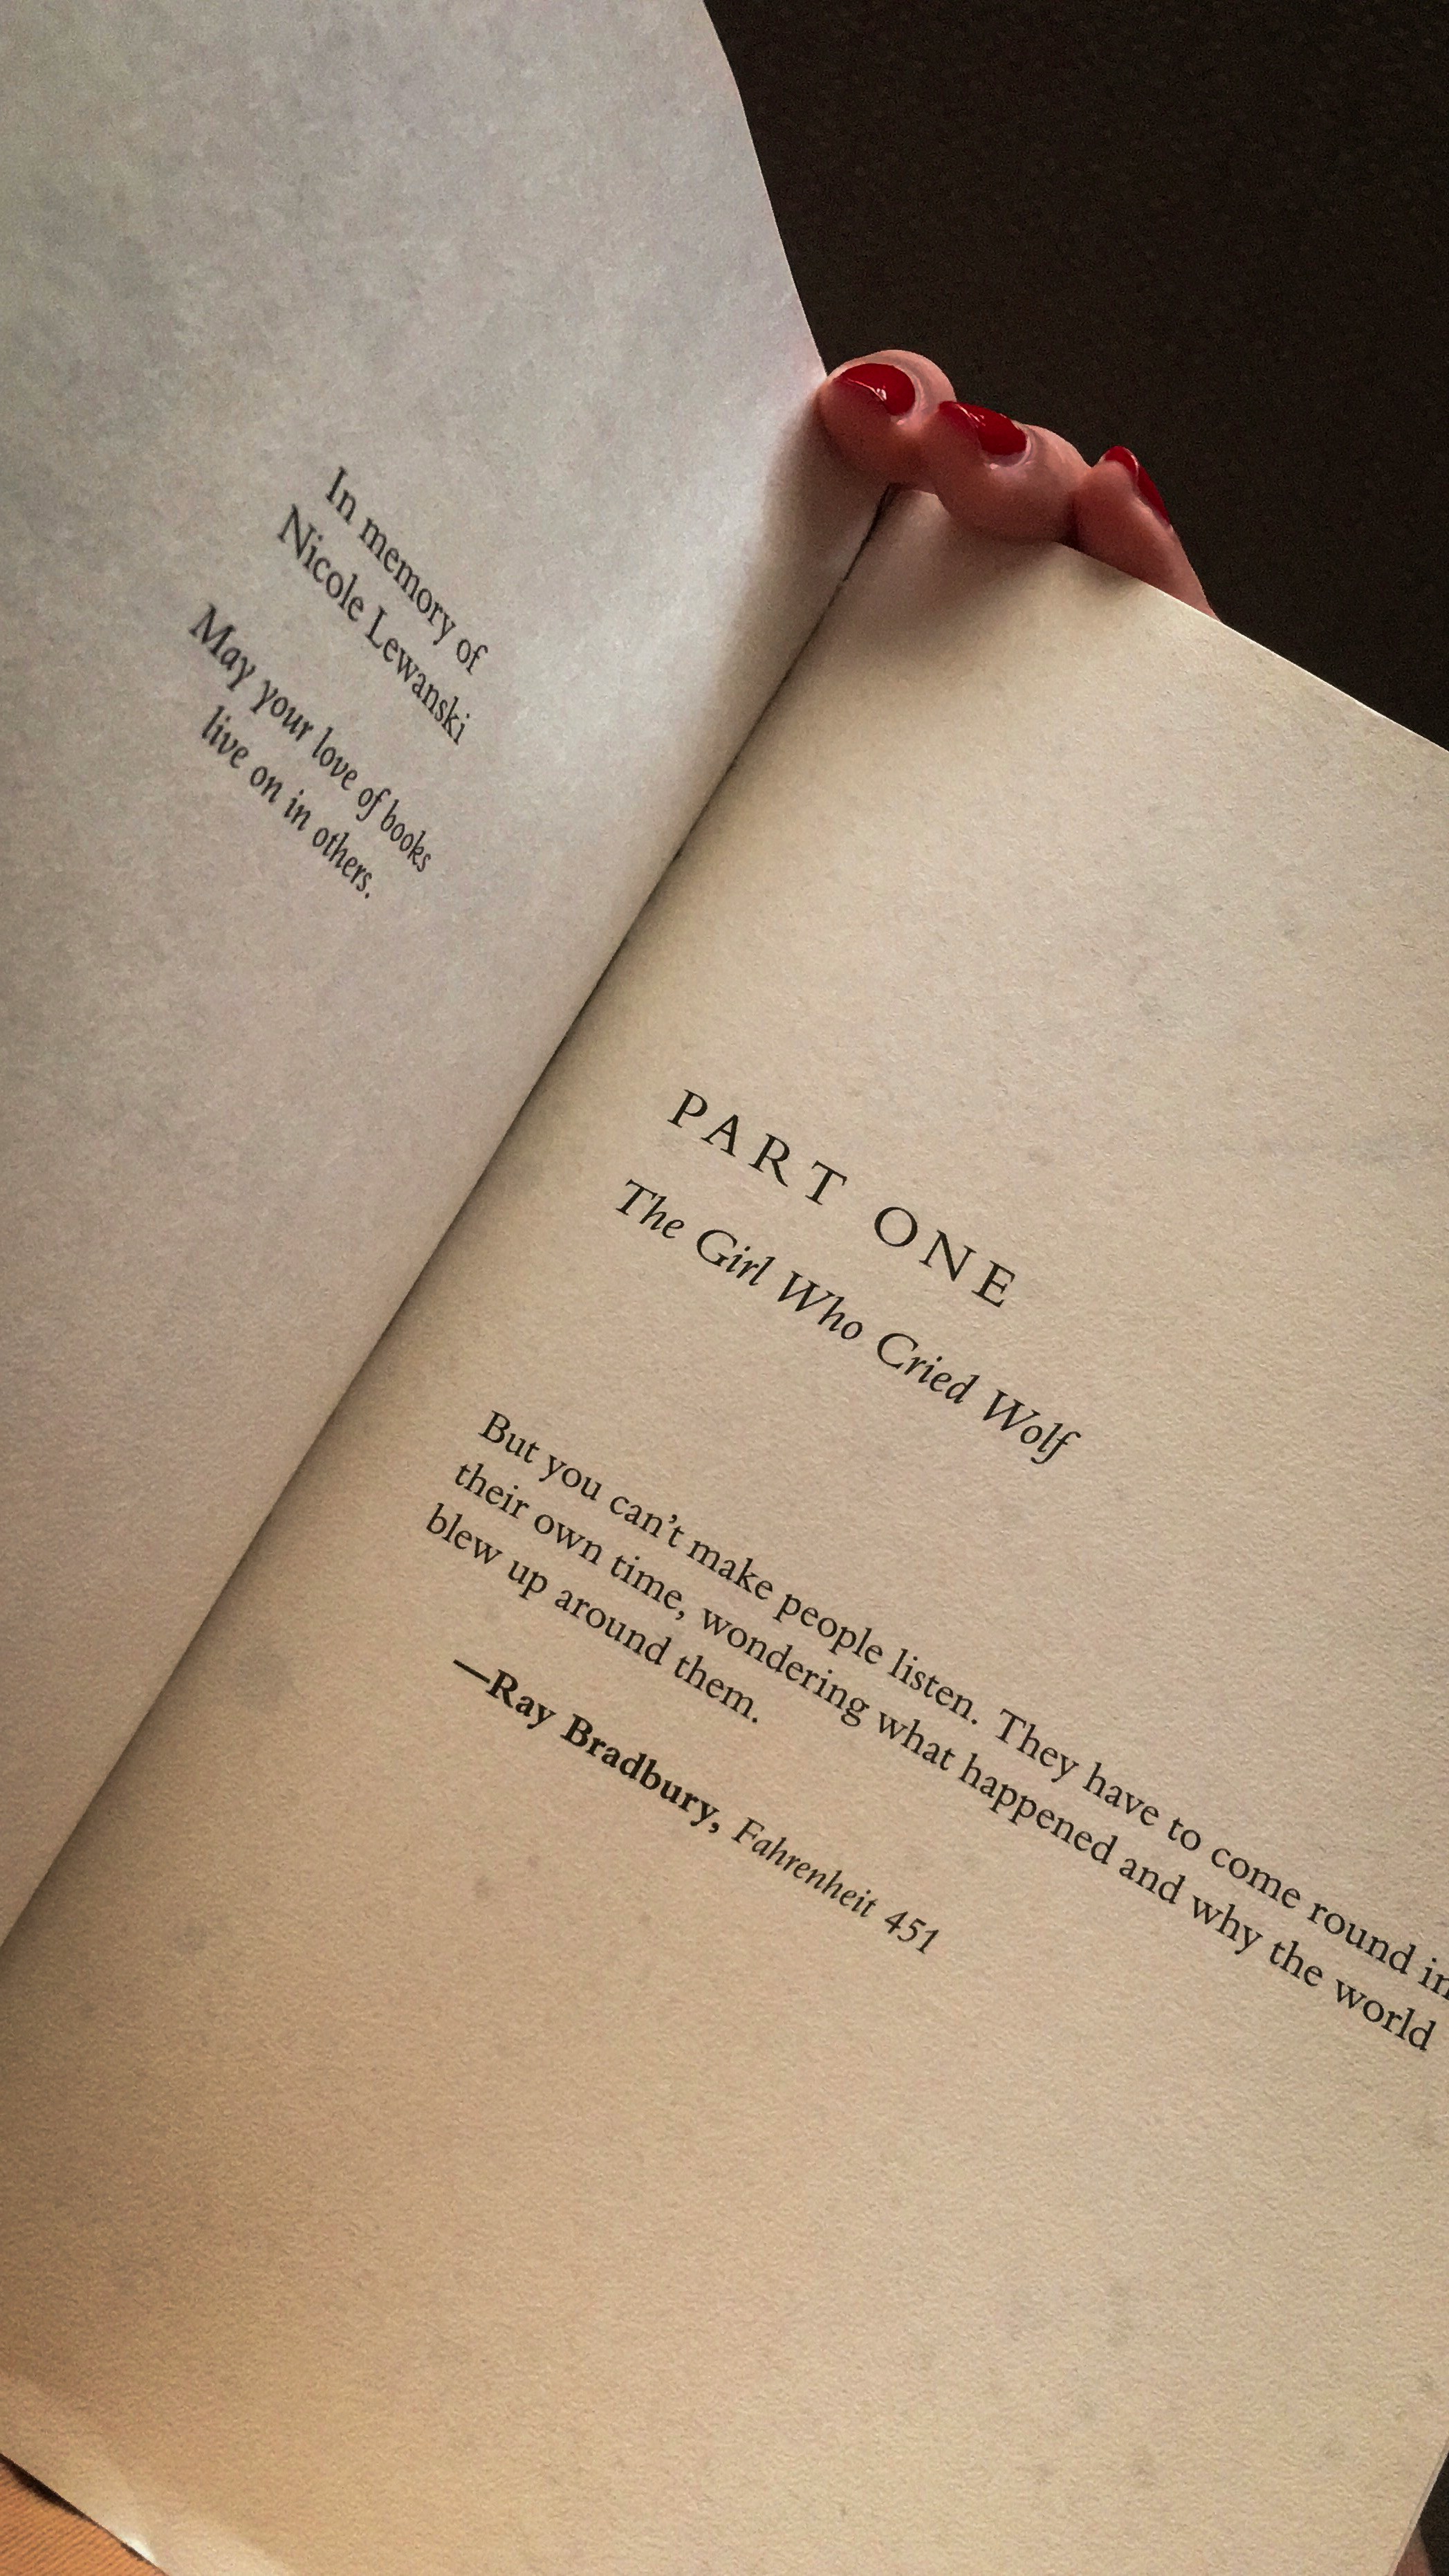 In memory of
Nicole Lewanski
May your love of books
live on in others.
PART ONE
The Girl Who Cried Wolf
But you can’t make people listen. They have to come round in
their own time, wondering what happened and why the world
blew up around them.
—Ray Bradbury, Fahrenheit 451